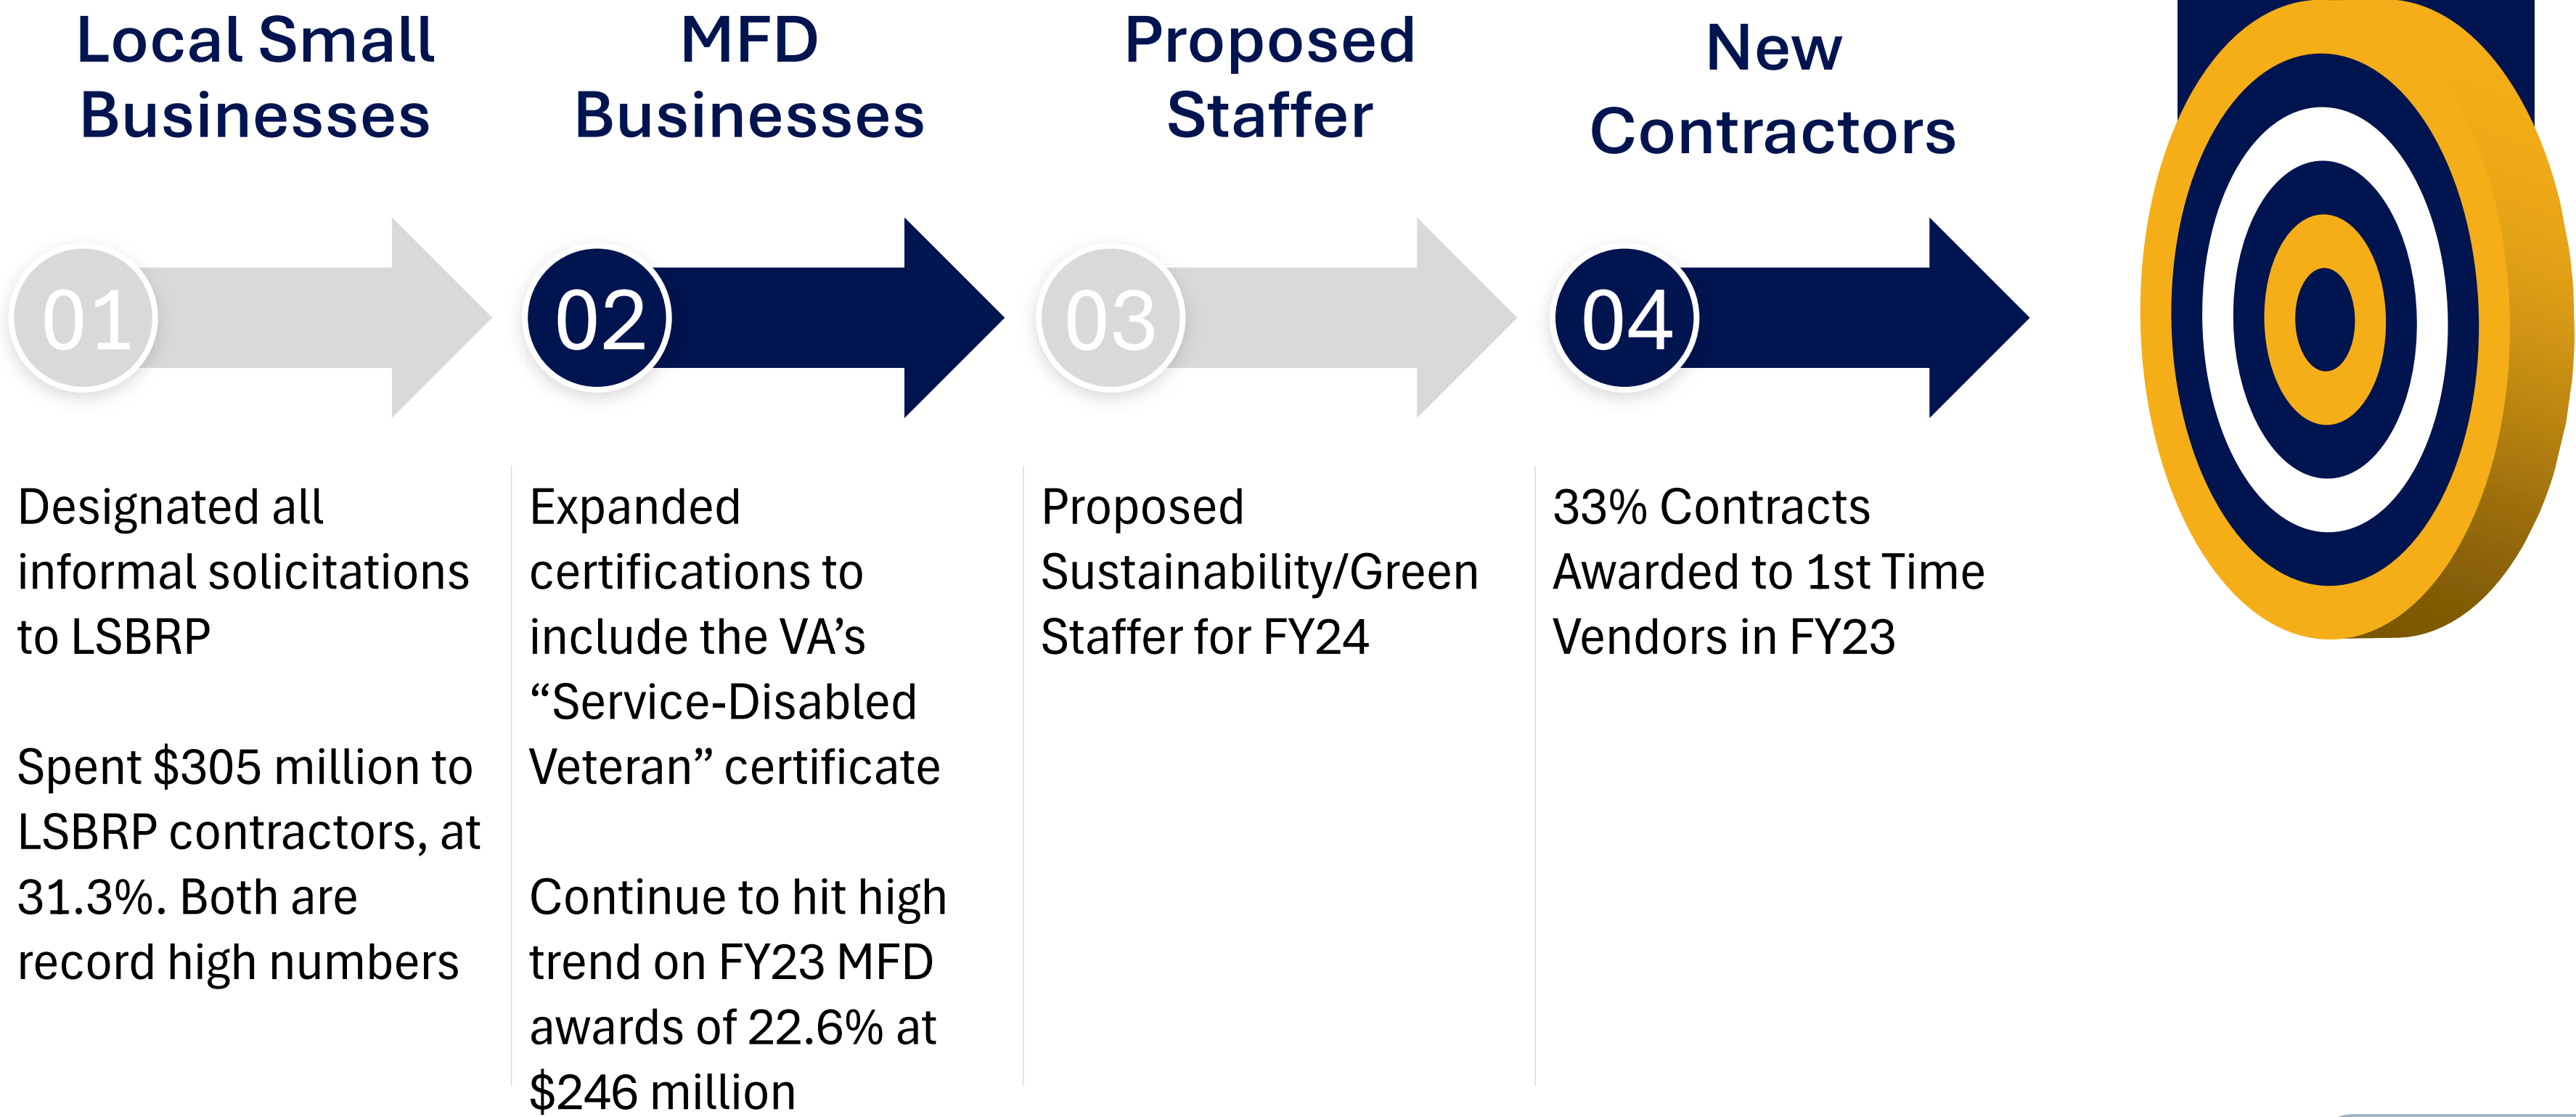 Local Small
Businesses
MFD
Businesses
Proposed
Staffer
New
Contractors
01
02
03
04
Designated all
informal solicitations
to LSBRP
Spent $305 million to
LSBRP contractors, at
31.3%. Both are
record high numbers
Expanded
certifications to
include the VA’s
“Service-Disabled
Veteran” certificate
Continue to hit high
trend on FY23 MFD
awards of 22.6% at
$246 million
Proposed
Sustainability/Green
Staffer for FY24
33% Contracts
Awarded to 1st Time
Vendors in FY23